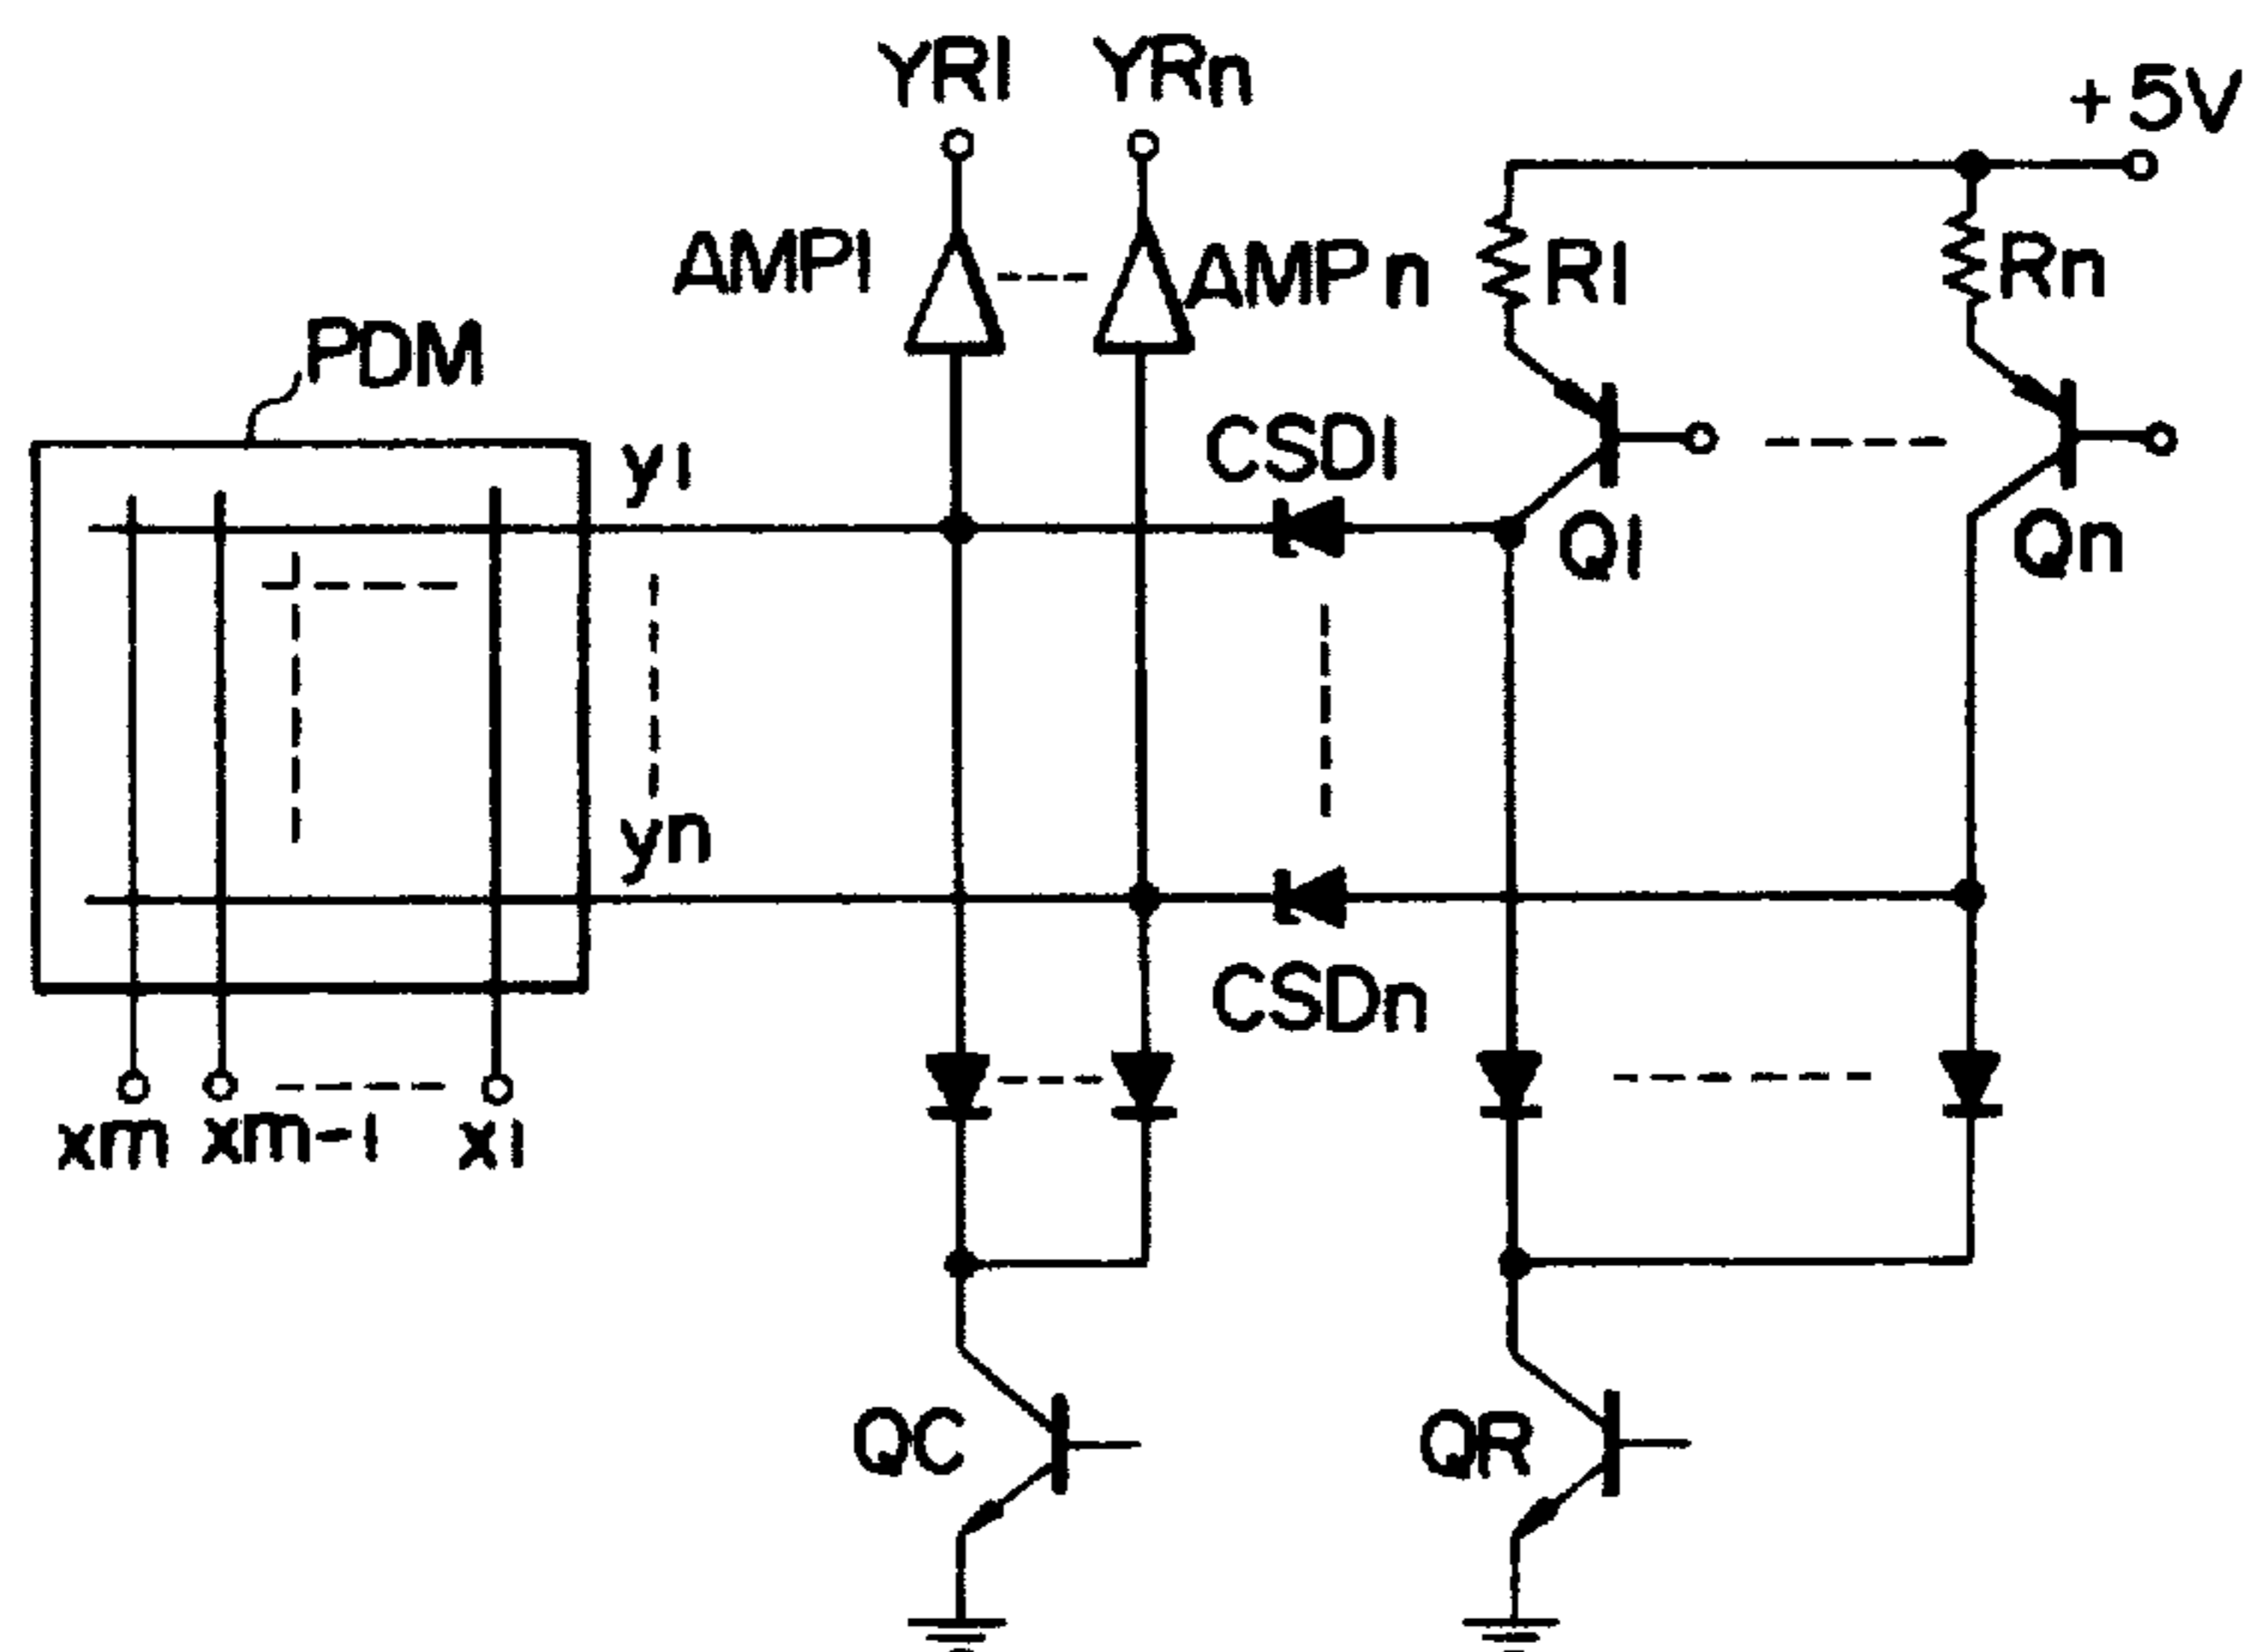 YR1 YRn
+5V
AMP1 AMPn R1 Rn
PDM
CSD1
y1
Q1 Qn
yn
CSDn
xm xm-1 x1
QC QR